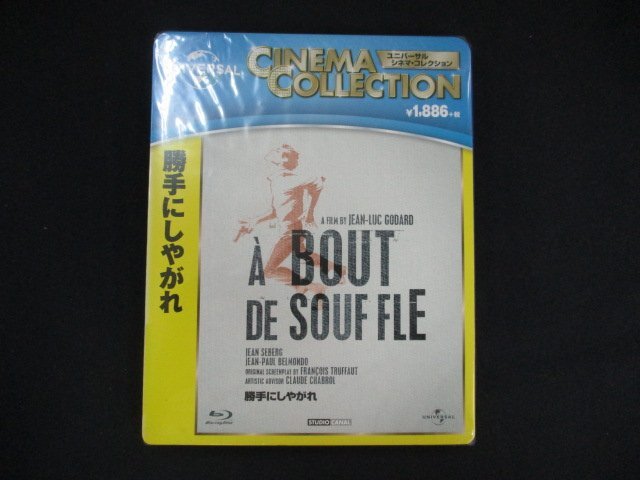 UNIVERSAL
CINEMA
COLLECTION
ユニバーサル
シネマ・コレクション
¥1,886+税
勝手にしやがれ
A FILM BY JEAN-LUC GODARD
À BOUT
DE SOUFFLE
JEAN SEBERG
JEAN-PAUL BELMONDO
ORIGINAL SCREENPLAY BY FRANÇOIS TRUFFAUT
ARTISTIC ADVISOR CLAUDE CHABROL
勝手にしやがれ
Blu-ray Disc
STUDIO CANAL
UNIVERSAL